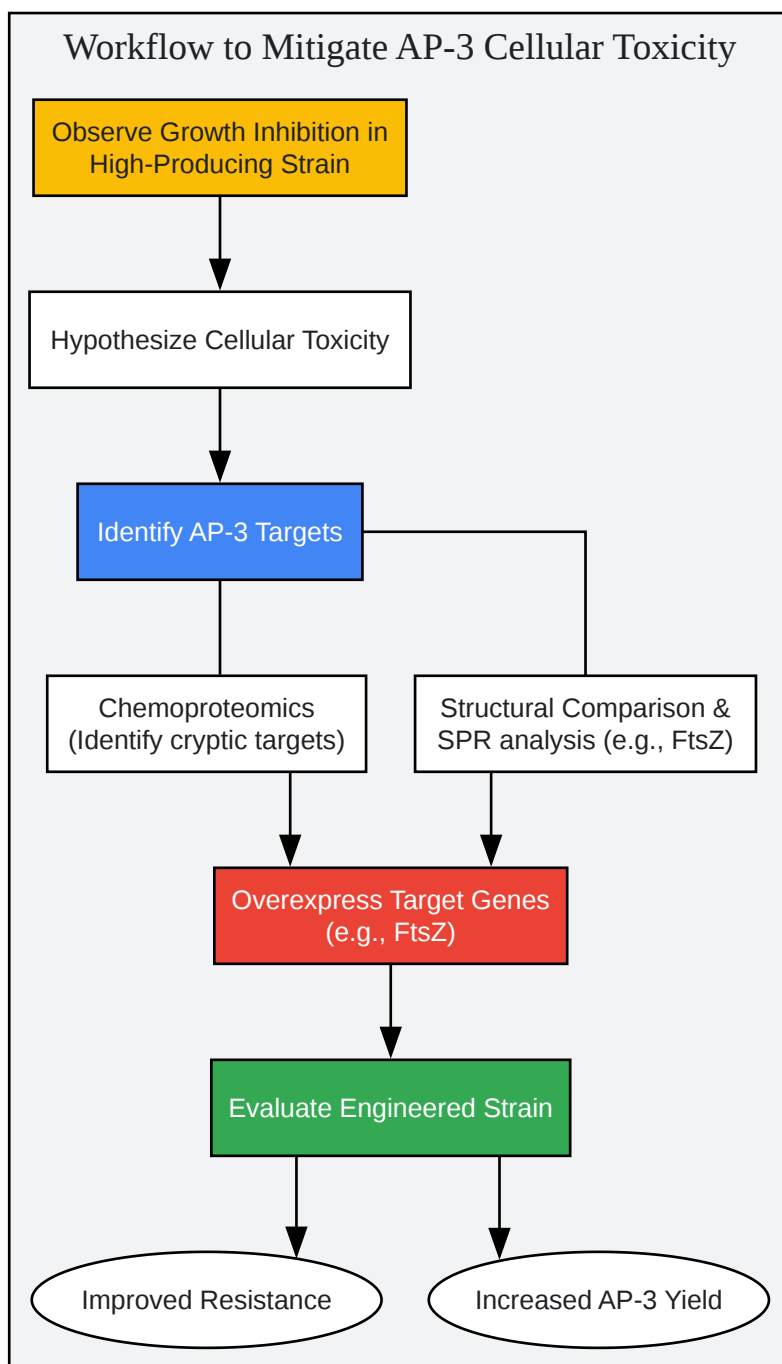 Workflow to Mitigate AP-3 Cellular Toxicity
Observe Growth Inhibition in
High-Producing Strain
Hypothesize Cellular Toxicity
Identify AP-3 Targets
Chemoproteomics
(Identify cryptic targets)
Structural Comparison &
SPR analysis (e.g., FtsZ)
Overexpress Target Genes
(e.g., FtsZ)
Evaluate Engineered Strain
Improved Resistance
Increased AP-3 Yield